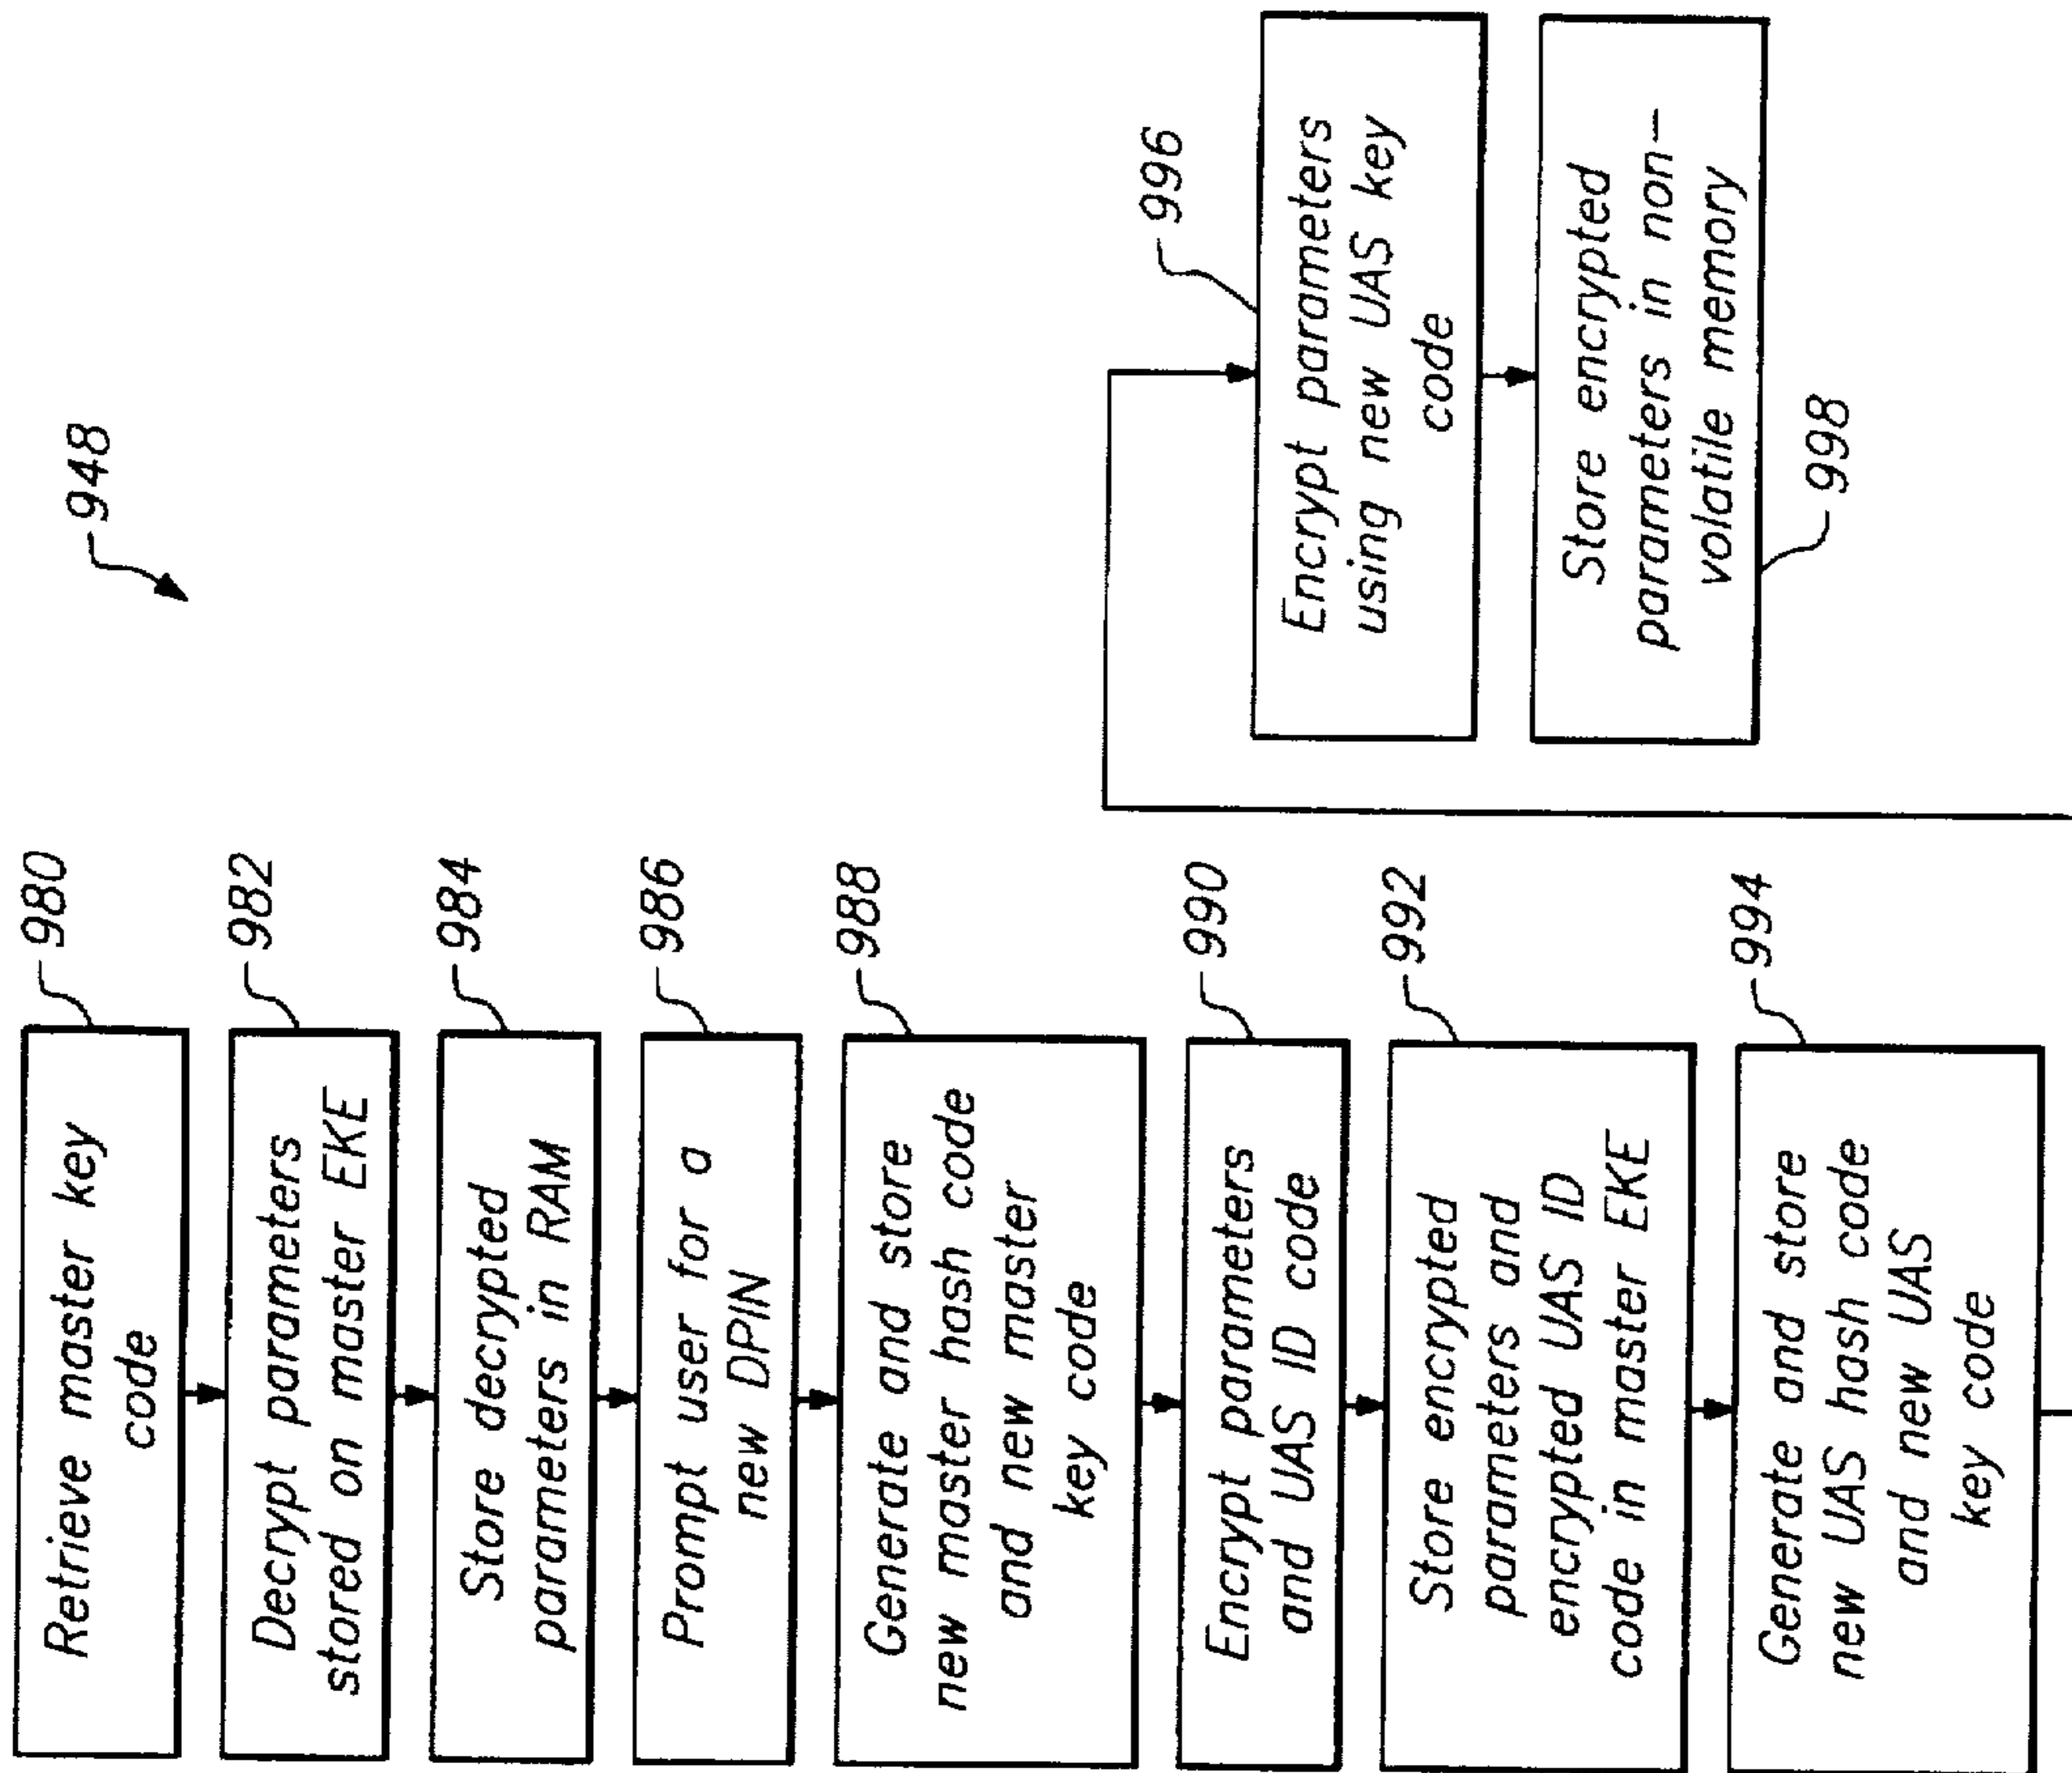 948
980
Retrieve master key
code
982
Decrypt parameters
stored on master EKE
984
Store decrypted
parameters in RAM
986
Prompt user for a
new DPIN
988
Generate and store
new master hash code
and new master
key code
990
Encrypt parameters
and UAS ID code
992
Store encrypted
parameters and
encrypted UAS ID
code in master EKE
994
Generate and store
new UAS hash code
and new UAS
key code
996
Encrypt parameters
using new UAS key
code
Store encrypted
parameters in non-
volatile memory
998